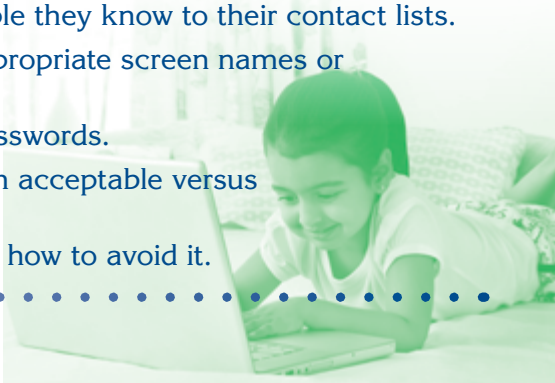 ple they know to their contact lists.
propriate screen names or
sswords.
n acceptable versus
how to avoid it.